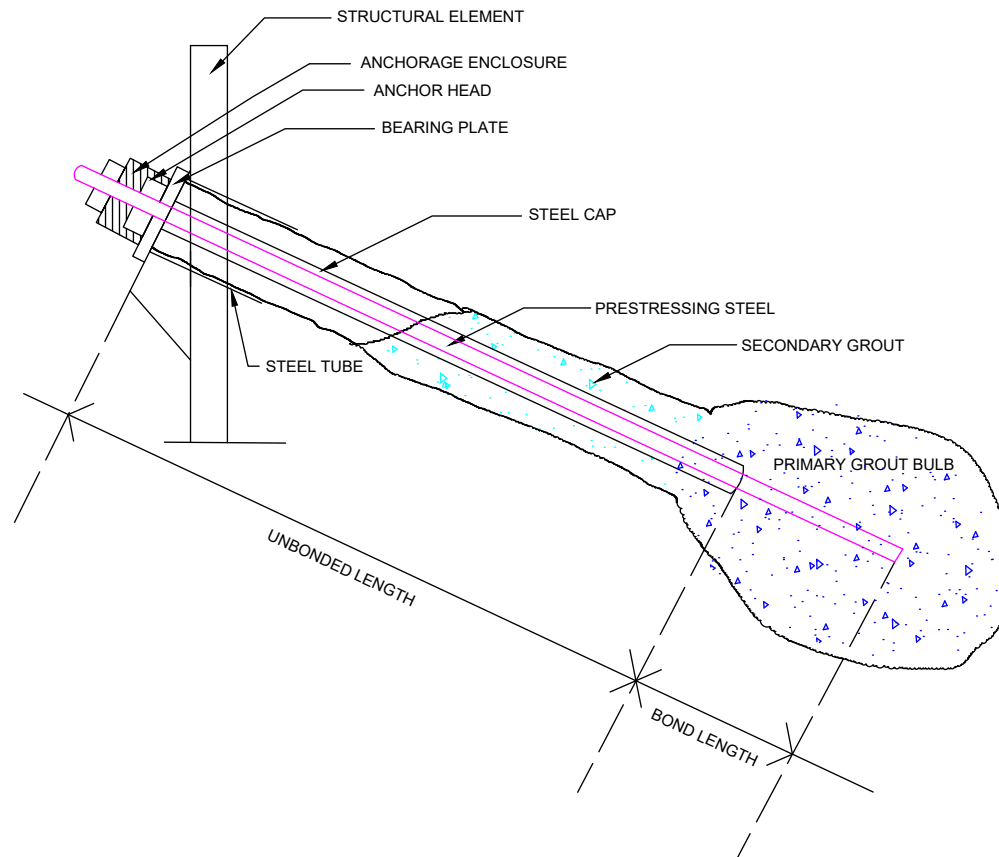 STRUCTURAL ELEMENT
ANCHORAGE ENCLOSURE
ANCHOR HEAD
BEARING PLATE
STEEL CAP
PRESTRESSING STEEL
SECONDARY GROUT
STEEL TUBE
PRIMARY GROUT BULB
UNBONDED LENGTH
BOND LENGTH